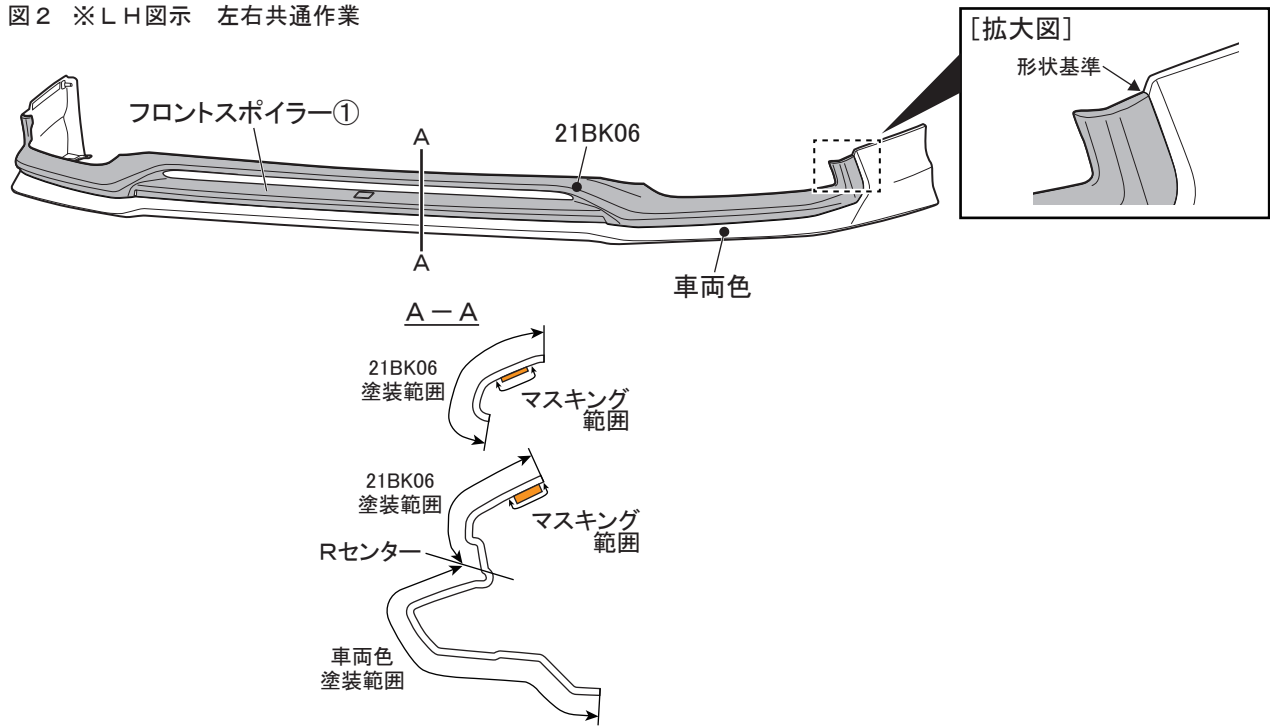 図２　※ＬＨ図示　左右共通作業
[拡大図]
形状基準
フロントスポイラー①
A
21BK06
A
車両色
Ａ－Ａ
21BK06
塗装範囲
マスキング
範囲
21BK06
塗装範囲
マスキング
範囲
Ｒセンター
車両色
塗装範囲